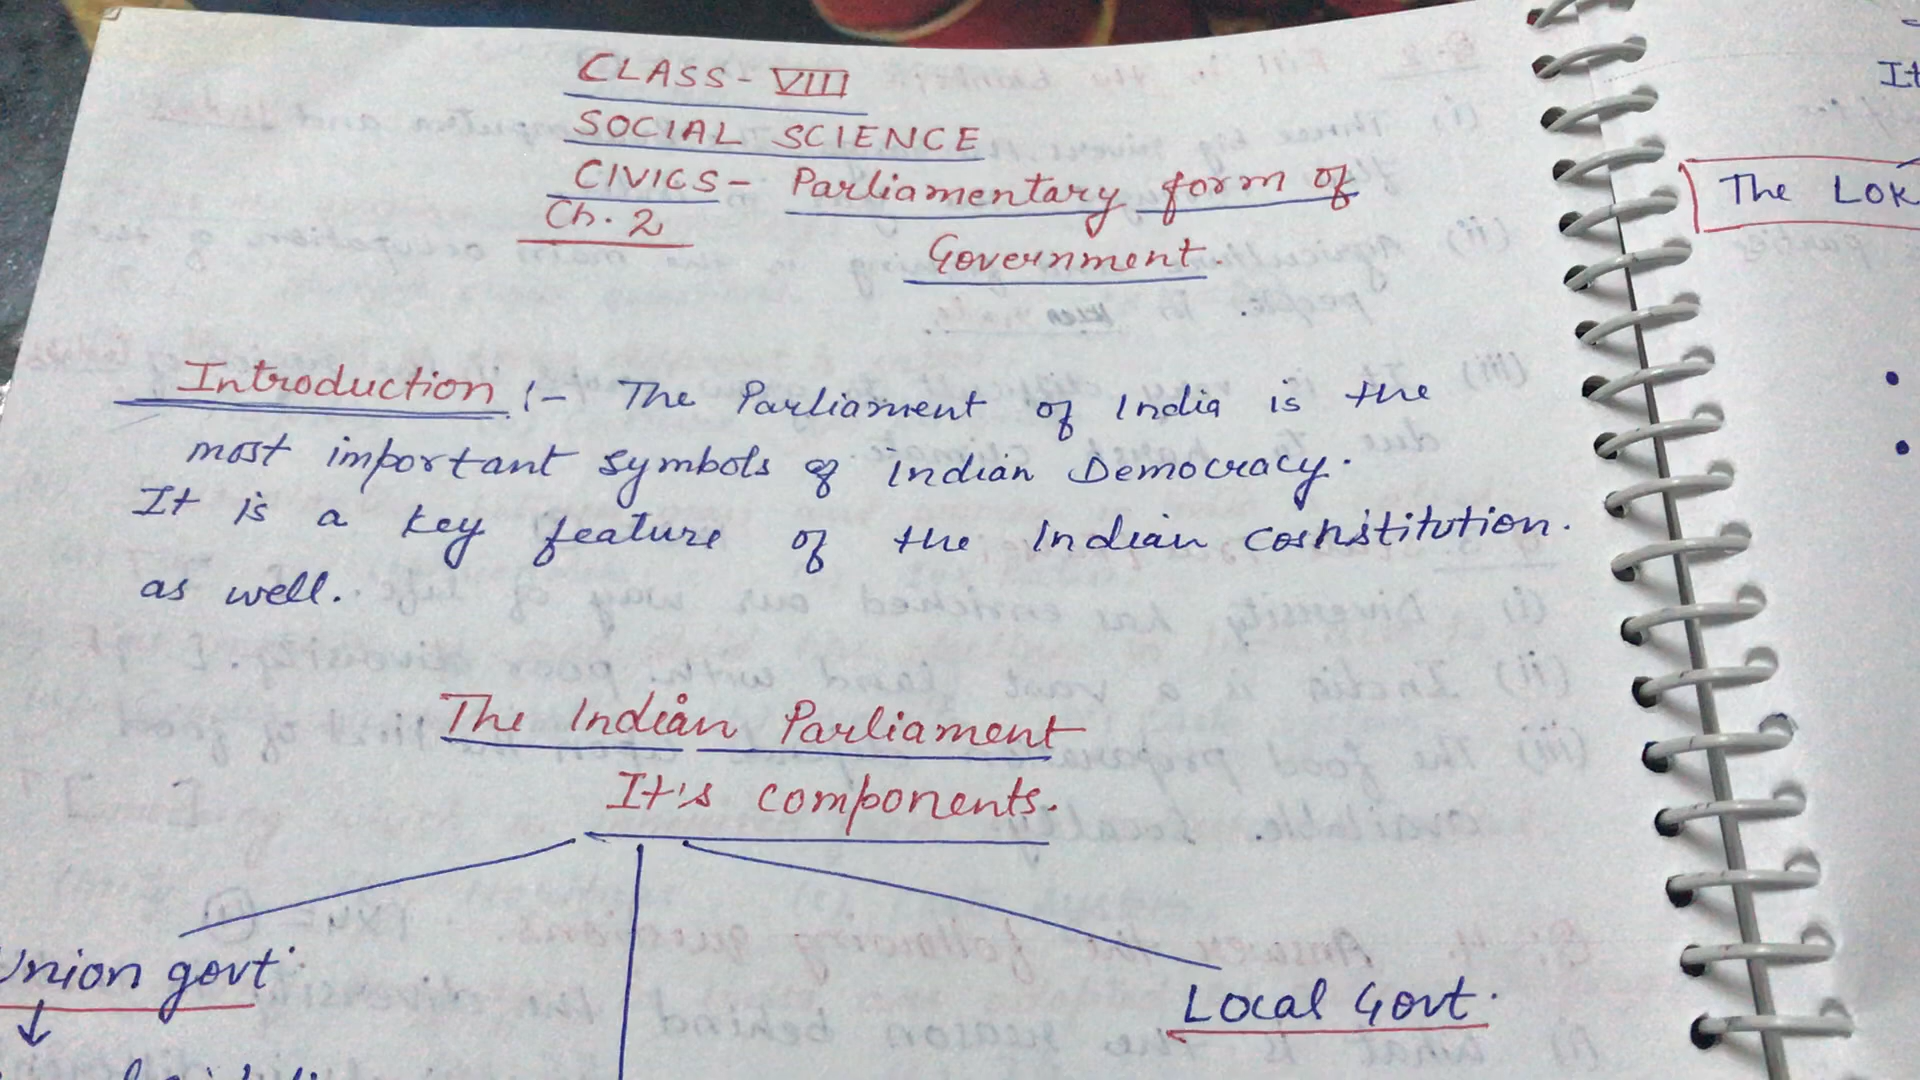 CLASS - VIII
SOCIAL SCIENCE
CIVICS - Parliamentary form of
Ch. 2
Government.
Introduction :- The Parliament of India is the
most important symbols of Indian Democracy.
It is a key feature of the Indian constitution.
as well.
The Indian Parliament
It's components.
Union govt.
Local Govt.
It
The LOK